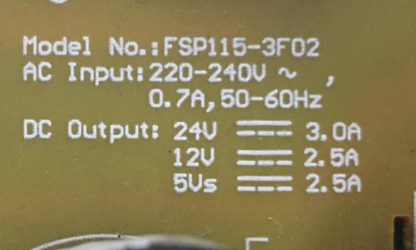 Model No.:FSP115-3F02
AC Input:220-240V ~ ,
0.7A,50-60Hz
DC Output: 24V ⎓ 3.0A
12V ⎓ 2.5A
5Vs ⎓ 2.5A